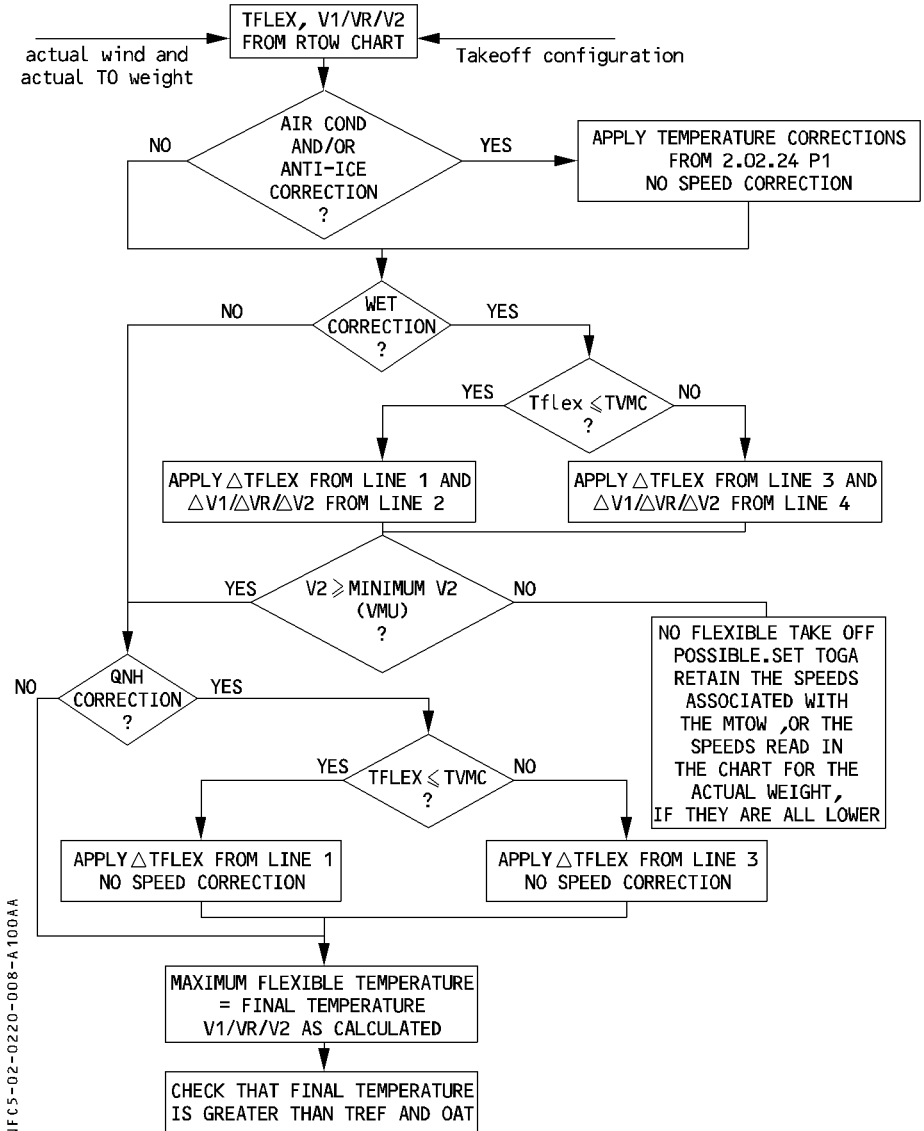 TFLEX, V1/VR/V2
FROM RTOW CHART
actual wind and
actual TO weight
Takeoff configuration
AIR COND
AND/OR
ANTI-ICE
CORRECTION
?
NO
YES
APPLY TEMPERATURE CORRECTIONS
FROM 2.02.24 P1
NO SPEED CORRECTION
WET
CORRECTION
?
NO
YES
Tflex ⩽TVMC
?
YES
NO
APPLY △TFLEX FROM LINE 1 AND
△V1/△VR/△V2 FROM LINE 2
APPLY △TFLEX FROM LINE 3 AND
△V1/△VR/△V2 FROM LINE 4
V2 ⩾MINIMUM V2
(VMU)
?
YES
NO
NO FLEXIBLE TAKE OFF
POSSIBLE.SET TOGA
RETAIN THE SPEEDS
ASSOCIATED WITH
THE MTOW ,OR THE
SPEEDS READ IN
THE CHART FOR THE
ACTUAL WEIGHT,
IF THEY ARE ALL LOWER
QNH
CORRECTION
?
NO
YES
TFLEX ⩽ TVMC
?
YES
NO
APPLY △TFLEX FROM LINE 1
NO SPEED CORRECTION
APPLY △TFLEX FROM LINE 3
NO SPEED CORRECTION
MAXIMUM FLEXIBLE TEMPERATURE
= FINAL TEMPERATURE
V1/VR/V2 AS CALCULATED
CHECK THAT FINAL TEMPERATURE
IS GREATER THAN TREF AND OAT
IFC5-02-0220-008-A100AA